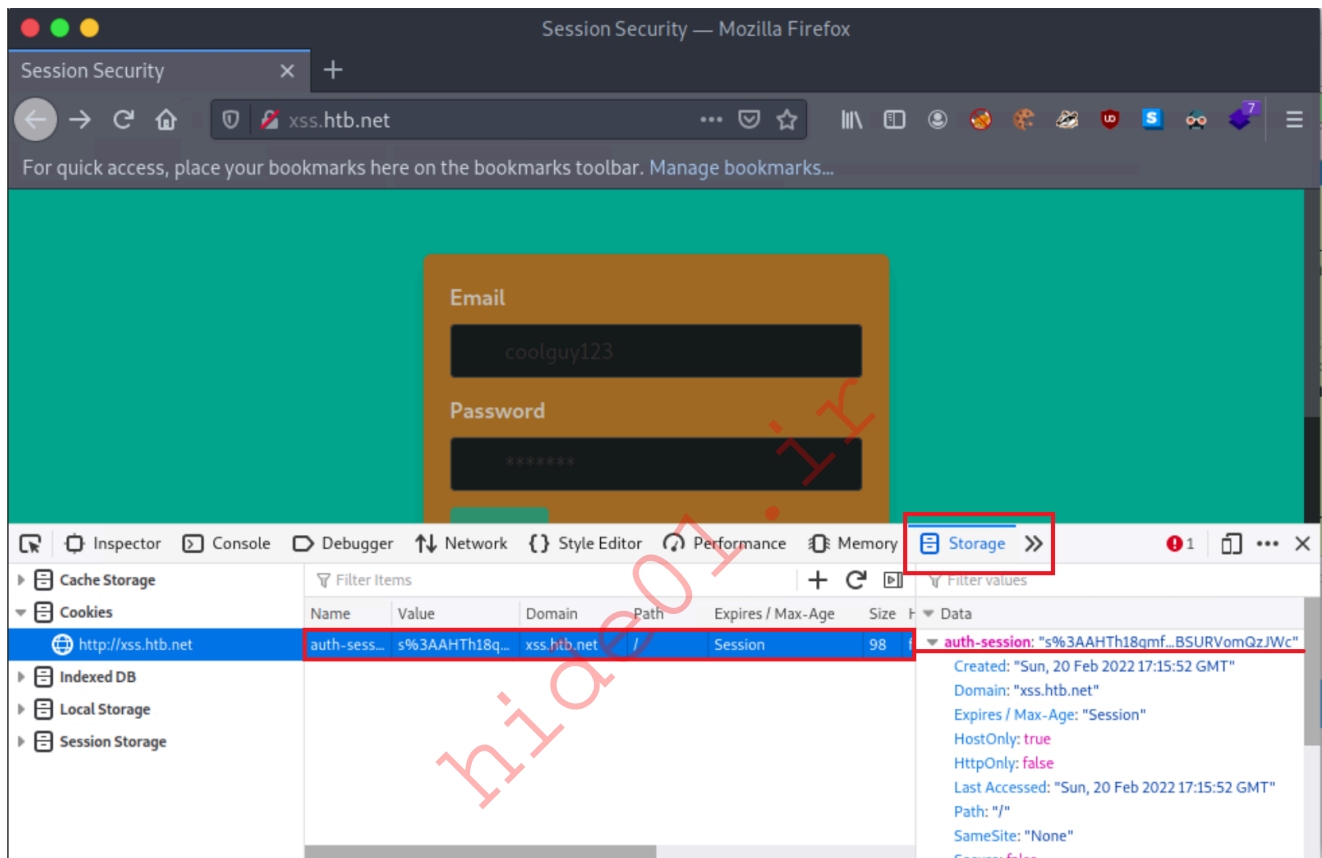 Session Security — Mozilla Firefox
Session Security
xss.htb.net
7
For quick access, place your bookmarks here on the bookmarks toolbar. Manage bookmarks...
Email
coolguy123
Password
*******
Inspector Console Debugger Network Style Editor Performance Memory Storage 1
Cache Storage Filter Items Filter values
Cookies Name Value Domain Path Expires / Max-Age Size Data
http://xss.htb.net auth-sess... s%3AAHTh18q... xss.htb.net / Session 98 auth-session: "s%3AAHTh18qmf...BSURVomQzJWc"
Created: "Sun, 20 Feb 2022 17:15:52 GMT"
Indexed DB Domain: "xss.htb.net"
Local Storage Expires / Max-Age: "Session"
Session Storage HostOnly: true
HttpOnly: false
Last Accessed: "Sun, 20 Feb 2022 17:15:52 GMT"
Path: "/"
SameSite: "None"
Secure: false
hide01.ir